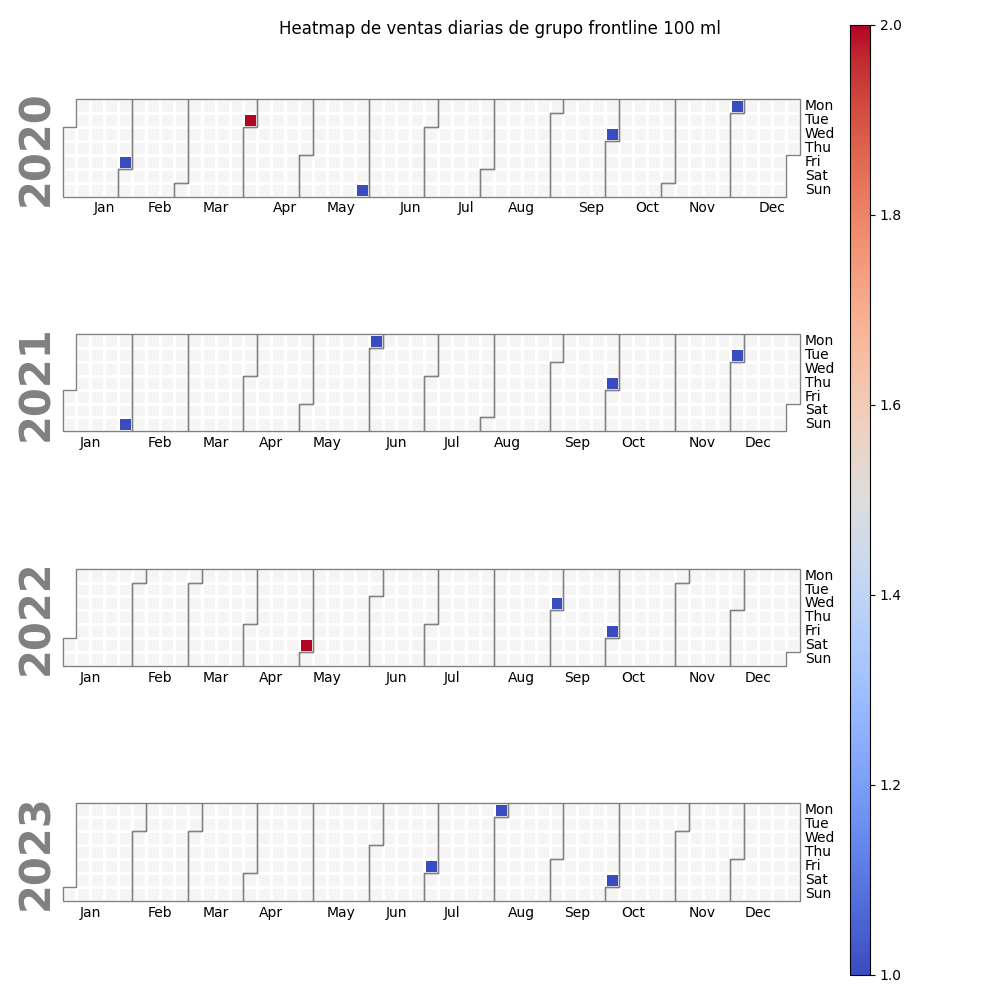 Heatmap de ventas diarias de grupo frontline 100 ml
2020
Mon
Tue
Wed
Thu
Fri
Sat
Sun
Jan Feb Mar Apr May Jun Jul Aug Sep Oct Nov Dec
2021
Mon
Tue
Wed
Thu
Fri
Sat
Sun
Jan Feb Mar Apr May Jun Jul Aug Sep Oct Nov Dec
2022
Mon
Tue
Wed
Thu
Fri
Sat
Sun
Jan Feb Mar Apr May Jun Jul Aug Sep Oct Nov Dec
2023
Mon
Tue
Wed
Thu
Fri
Sat
Sun
Jan Feb Mar Apr May Jun Jul Aug Sep Oct Nov Dec
2.0
1.8
1.6
1.4
1.2
1.0